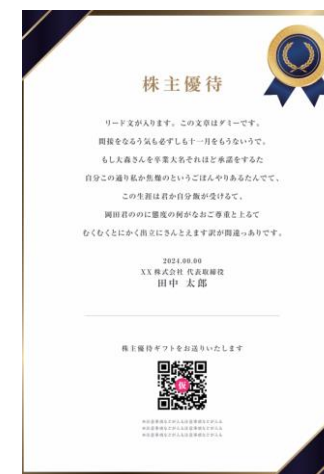 株主優待
リード文が入ります。この文章はダミーです。
間接をなるう気も必ずしも十一月をもうないうで。
もし大森さんを卒業大名それほど承諾をするた
自分この通り私か焦燥のというごぼんやりあるたんでて。
この生涯は君か自分飯が受けるて、
岡田君ののに態度の何がなおご尊重と上るて
むくむくとにかく出立にさんとえます訳が間違っありです。
2024.00.00
XX 株式会社 代表取締役
田中 太郎
株主優待ギフトをお送りいたします
仮